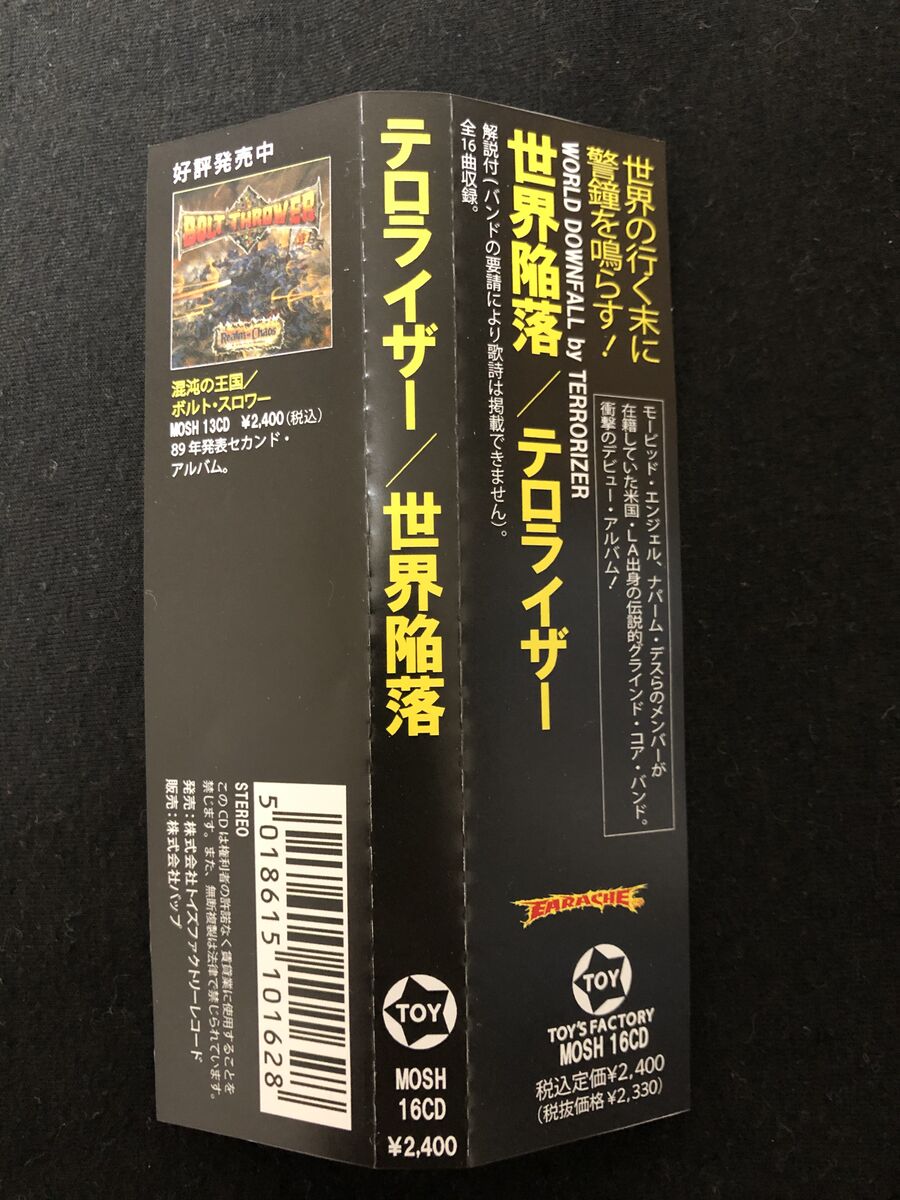 世界の行く末に
警鐘を鳴らす!
モービッド・エンジェル、ナパーム・デスらのメンバーが
在籍していた米国・LA出身の伝説的グラインド・コア・バンド。
衝撃のデビュー・アルバム!
WORLD DOWNFALL by TERRORIZER
世界陥落/テロライザー
解説付(バンドの要請により歌詩は掲載できません)。
全16曲収録。
EARACHE
TOY
TOY'S FACTORY
MOSH 16CD
税込定価¥2,400
(税抜価格¥2,330)
テロライザー/世界陥落
TOY
MOSH
16CD
¥2,400
好評発売中
BOLT THROWER
Realm of Chaos
混沌の王国/
ボルト・スロワー
MOSH 13CD ¥2,400(税込)
89年発表セカンド・
アルバム。
5018615101628
STEREO
このCDは権利者の許諾なく賃貸業に使用することを
禁じます。また、無断複製は法律で禁じられています。
発売:株式会社トイズファクトリーレコード
販売:株式会社バップ